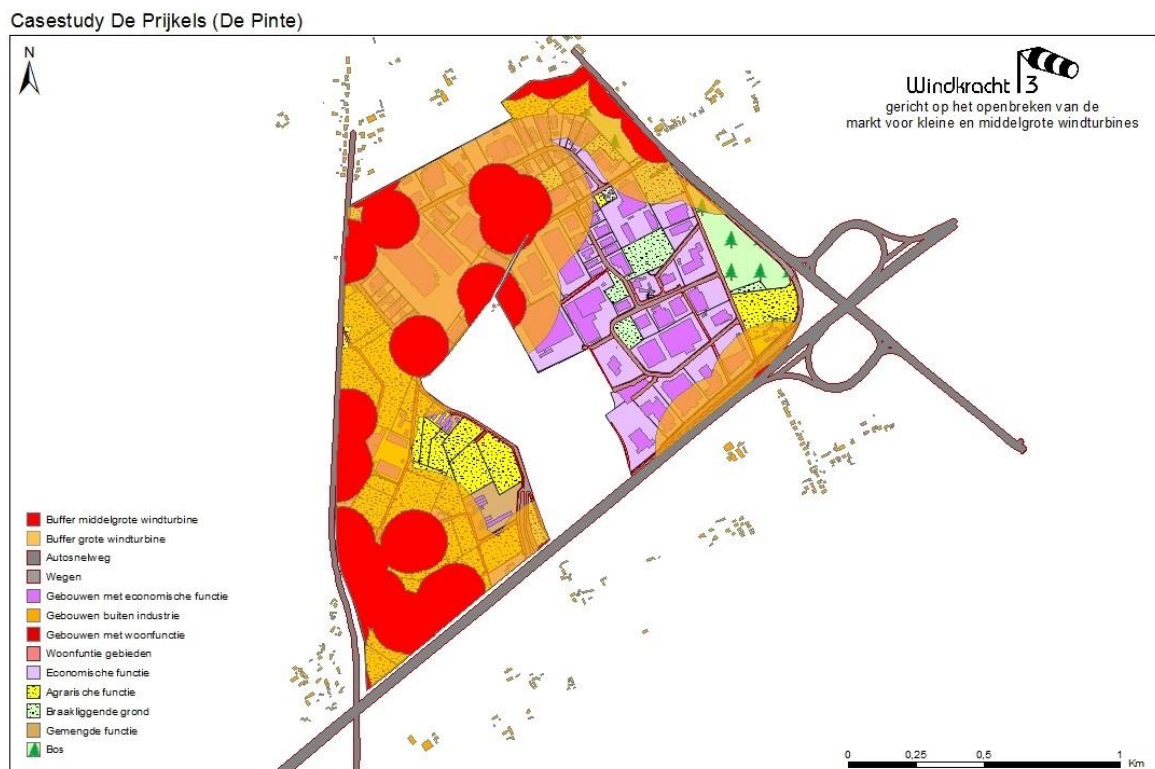 Casestudy De Prijkels (De Pinte)
N
Windkracht 13
gericht op het openbreken van de
markt voor kleine en middelgrote windturbines
Buffer middelgrote windturbine
Buffer grote windturbine
Autosnelweg
Wegen
Gebouwen met economische functie
Gebouwen buiten industrie
Gebouwen met woonfunctie
Woonfuntie gebieden
Economische functie
Agrarische functie
Braakliggende grond
Gemengde functie
Bos
0 0,25 0,5 1
Km